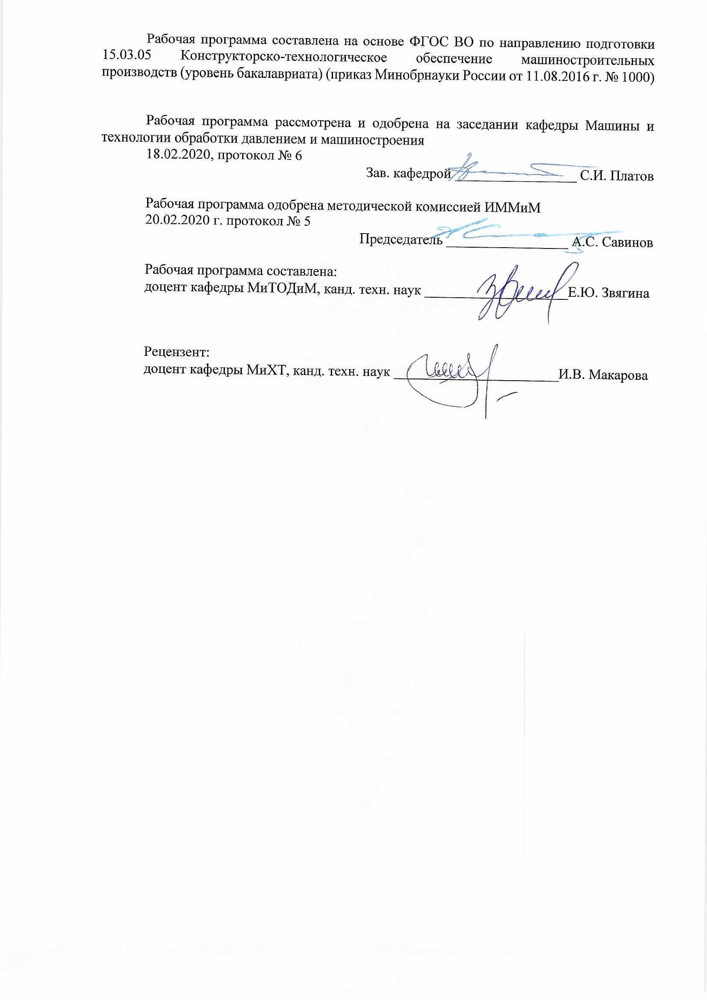 Рабочая программа составлена на основе ФГОС ВО по направлению подготовки
15.03.05 Конструкторско-технологическое обеспечение машиностроительных
производств (уровень бакалавриата) (приказ Минобрнауки России от 11.08.2016 г. № 1000)
Рабочая программа рассмотрена и одобрена на заседании кафедры Машины и
технологии обработки давлением и машиностроения
18.02.2020, протокол № 6
Зав. кафедрой ________________ С.И. Платов
Рабочая программа одобрена методической комиссией ИММиМ
20.02.2020 г. протокол № 5
Председатель ________________ А.С. Савинов
Рабочая программа составлена:
доцент кафедры МиТОДиМ, канд. техн. наук ___________________Е.Ю. Звягина
Рецензент:
доцент кафедры МиХТ, канд. техн. наук ______________________И.В. Макарова